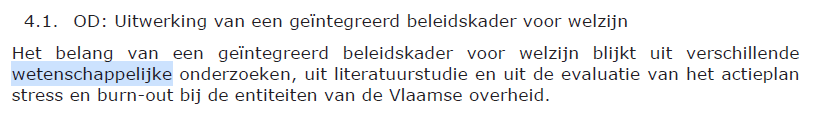 4.1. OD: Uitwerking van een geïntegreerd beleidskader voor welzijn
Het belang van een geïntegreerd beleidskader voor welzijn blijkt uit verschillende
wetenschappelijke onderzoeken, uit literatuurstudie en uit de evaluatie van het actieplan
stress en burn-out bij de entiteiten van de Vlaamse overheid.